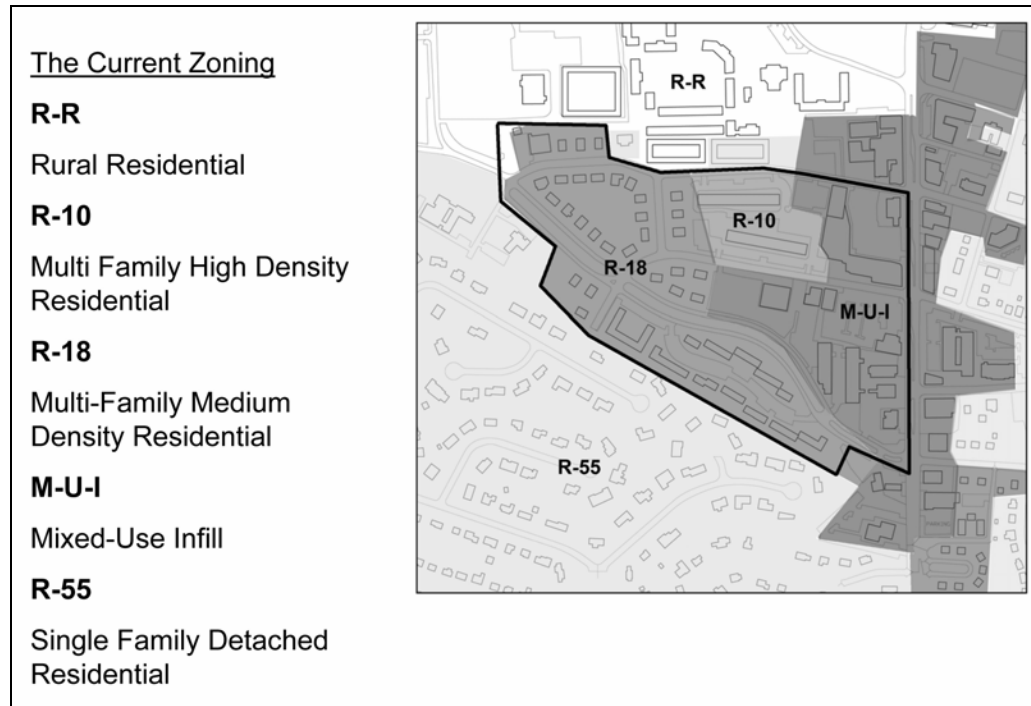 The Current Zoning
R-R
Rural Residential
R-10
Multi Family High Density
Residential
R-18
Multi-Family Medium
Density Residential
M-U-I
Mixed-Use Infill
R-55
Single Family Detached
Residential
R-R
R-10
R-18
M-U-I
R-55